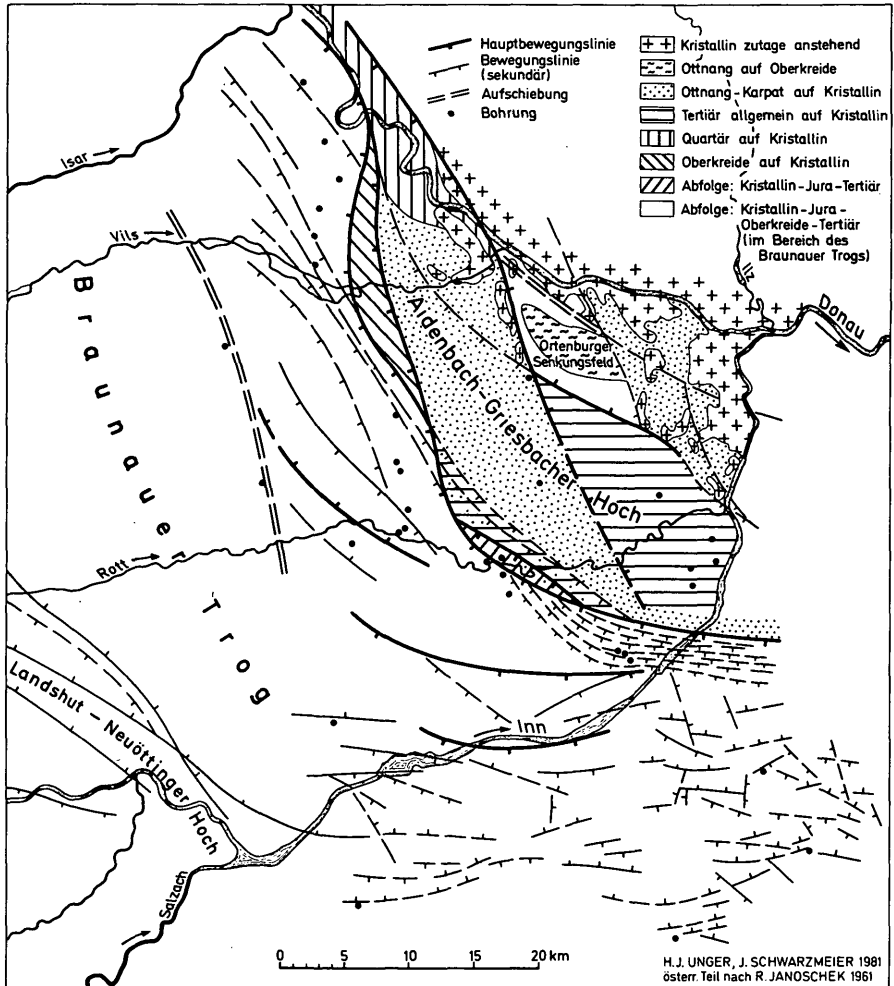 Hauptbewegungslinie
Bewegungslinie
(sekundär)
Aufschiebung
Bohrung
Kristallin zutage anstehend
Ottnang auf Oberkreide
Ottnang-Karpat auf Kristallin
Tertiär allgemein auf Kristallin
Quartär auf Kristallin
Oberkreide auf Kristallin
Abfolge: Kristallin-Jura-Tertiär
Abfolge: Kristallin-Jura-
Oberkreide-Tertiär
(im Bereich des
Braunauer Trogs)
Isar
Vils
Ilz
Donau
Braunauer Trog
Ortenburger
Senkungsfeld
Aidenbach-Griesbacher Hoch
Rott
Landshut-Neuöttinger Hoch
Inn
Salzach
0 5 10 15 20 km
H.J. UNGER, J. SCHWARZMEIER 1981
österr. Teil nach R. JANOSCHEK 1961